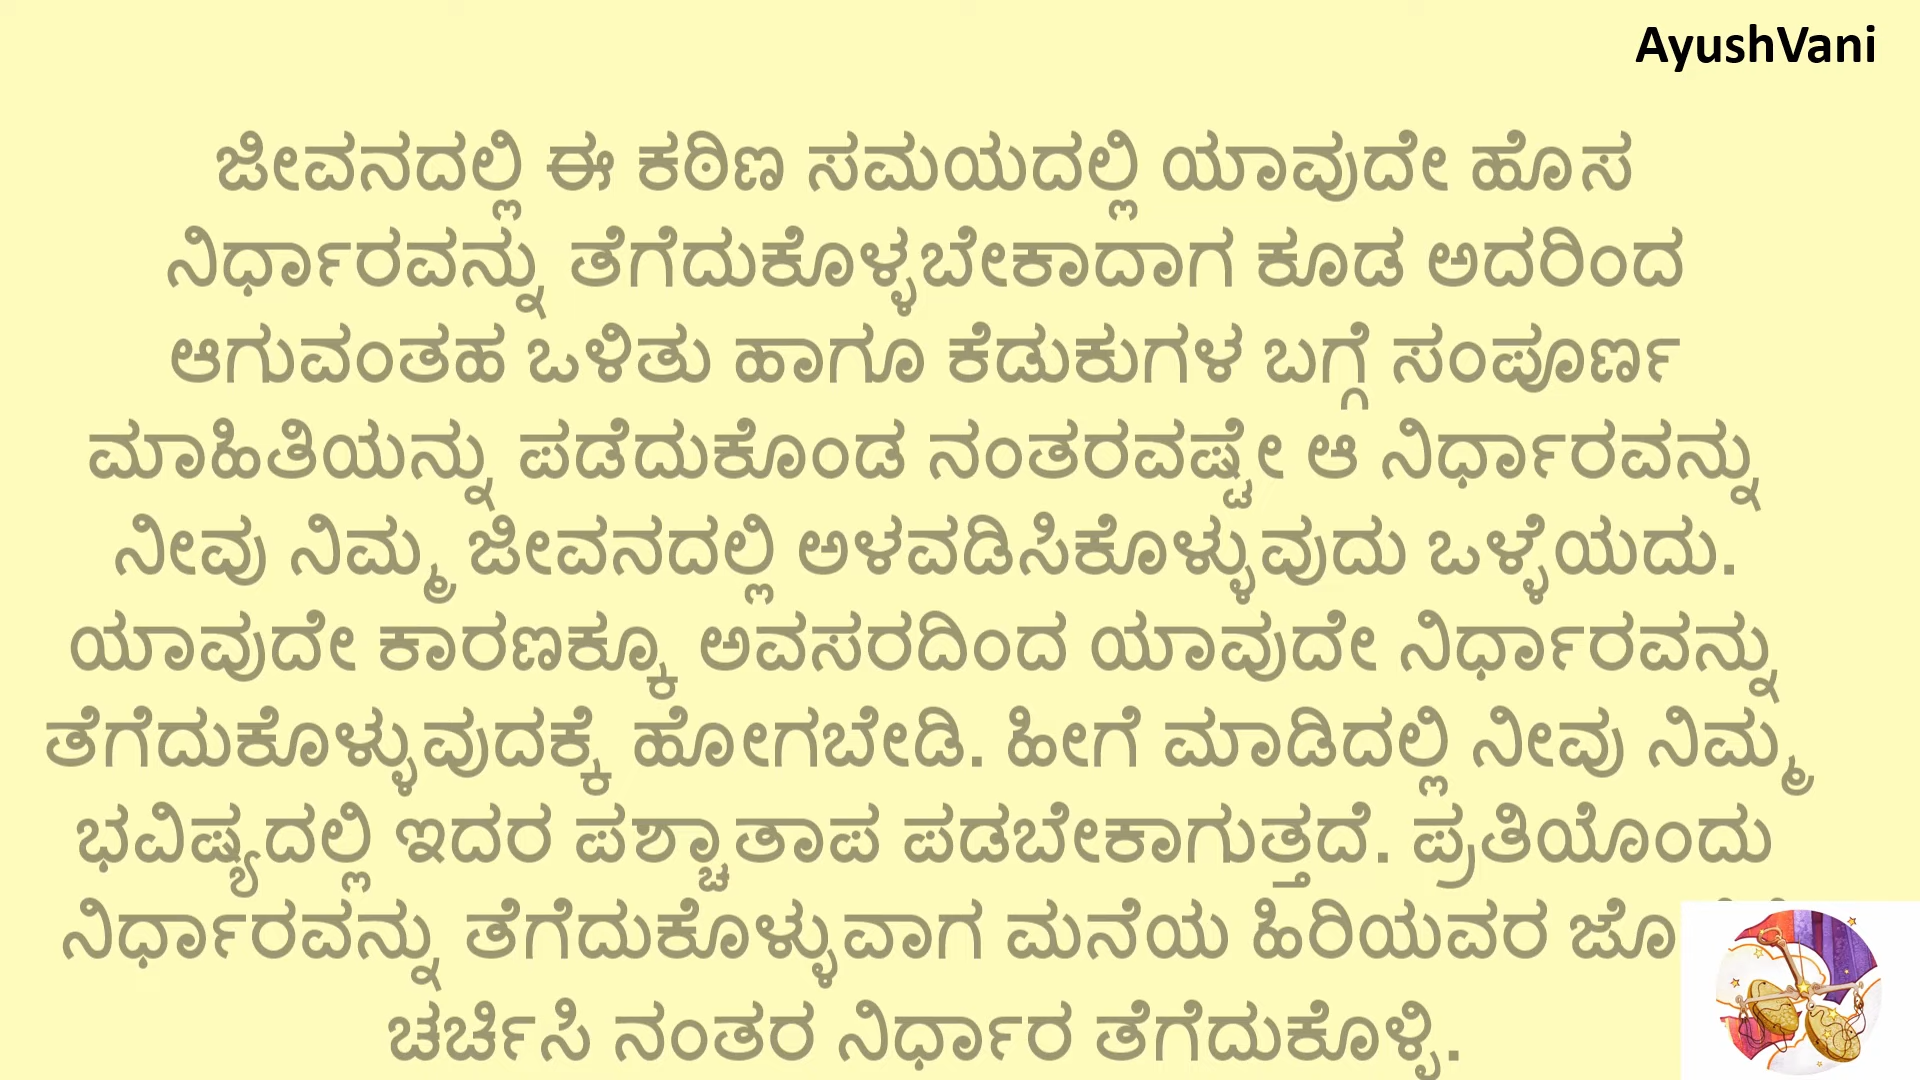 AyushVani
ಜೀವನದಲ್ಲಿ ಈ ಕಠಿಣ ಸಮಯದಲ್ಲಿ ಯಾವುದೇ ಹೊಸ
ನಿರ್ಧಾರವನ್ನು ತೆಗೆದುಕೊಳ್ಳಬೇಕಾದಾಗ ಕೂಡ ಅದರಿಂದ
ಆಗುವಂತಹ ಒಳಿತು ಹಾಗೂ ಕೆಡುಕುಗಳ ಬಗ್ಗೆ ಸಂಪೂರ್ಣ
ಮಾಹಿತಿಯನ್ನು ಪಡೆದುಕೊಂಡ ನಂತರವಷ್ಟೇ ಆ ನಿರ್ಧಾರವನ್ನು
ನೀವು ನಿಮ್ಮ ಜೀವನದಲ್ಲಿ ಅಳವಡಿಸಿಕೊಳ್ಳುವುದು ಒಳ್ಳೆಯದು.
ಯಾವುದೇ ಕಾರಣಕ್ಕೂ ಅವಸರದಿಂದ ಯಾವುದೇ ನಿರ್ಧಾರವನ್ನು
ತೆಗೆದುಕೊಳ್ಳುವುದಕ್ಕೆ ಹೋಗಬೇಡಿ. ಹೀಗೆ ಮಾಡಿದಲ್ಲಿ ನೀವು ನಿಮ್ಮ
ಭವಿಷ್ಯದಲ್ಲಿ ಇದರ ಪಶ್ಚಾತಾಪ ಪಡಬೇಕಾಗುತ್ತದೆ. ಪ್ರತಿಯೊಂದು
ನಿರ್ಧಾರವನ್ನು ತೆಗೆದುಕೊಳ್ಳುವಾಗ ಮನೆಯ ಹಿರಿಯವರ
ಚರ್ಚಿಸಿ ನಂತರ ನಿರ್ಧಾರ ತೆಗೆದುಕೊಳ್ಳಿ.